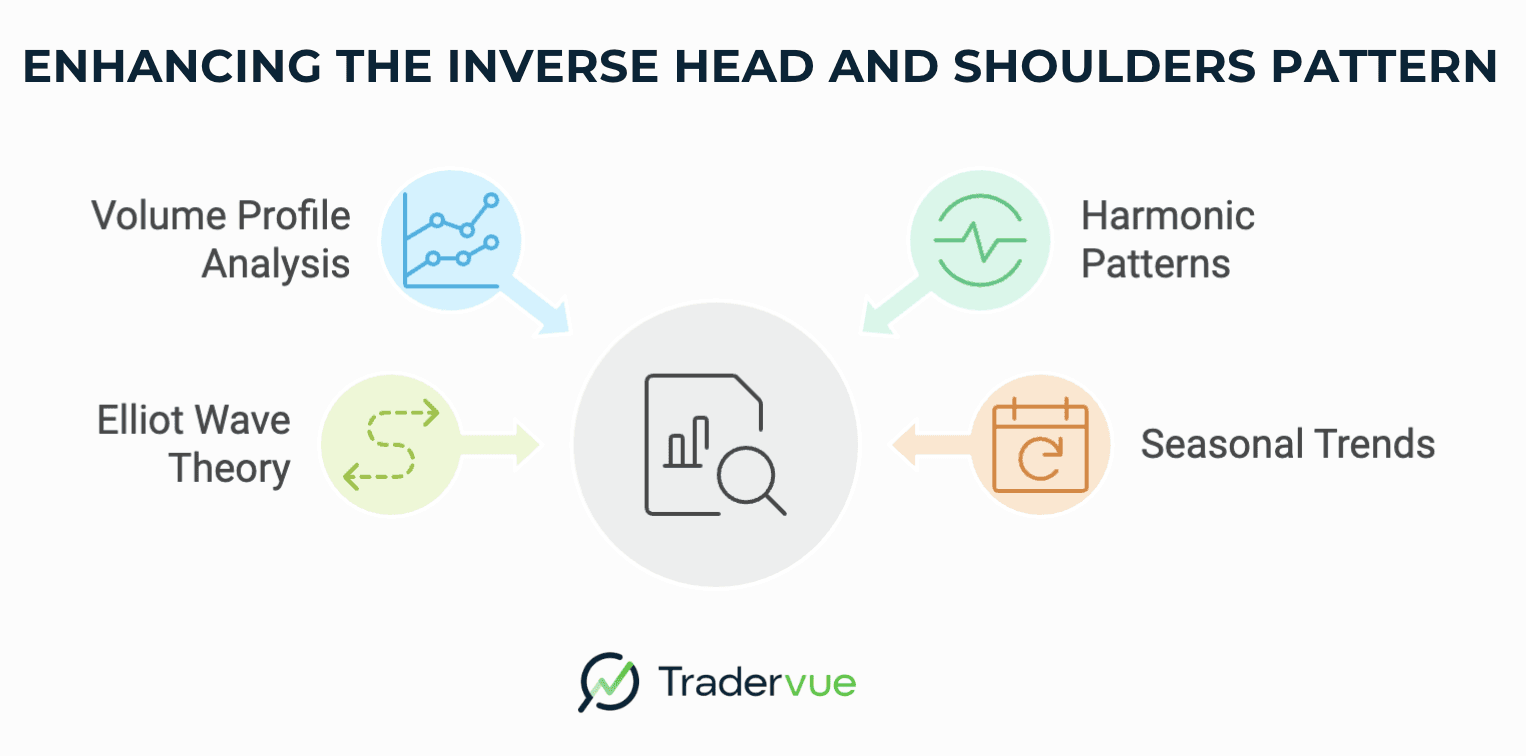 ENHANCING THE INVERSE HEAD AND SHOULDERS PATTERN
Volume Profile
Analysis
Harmonic
Patterns
Elliot Wave
Theory
Seasonal Trends
Tradervue